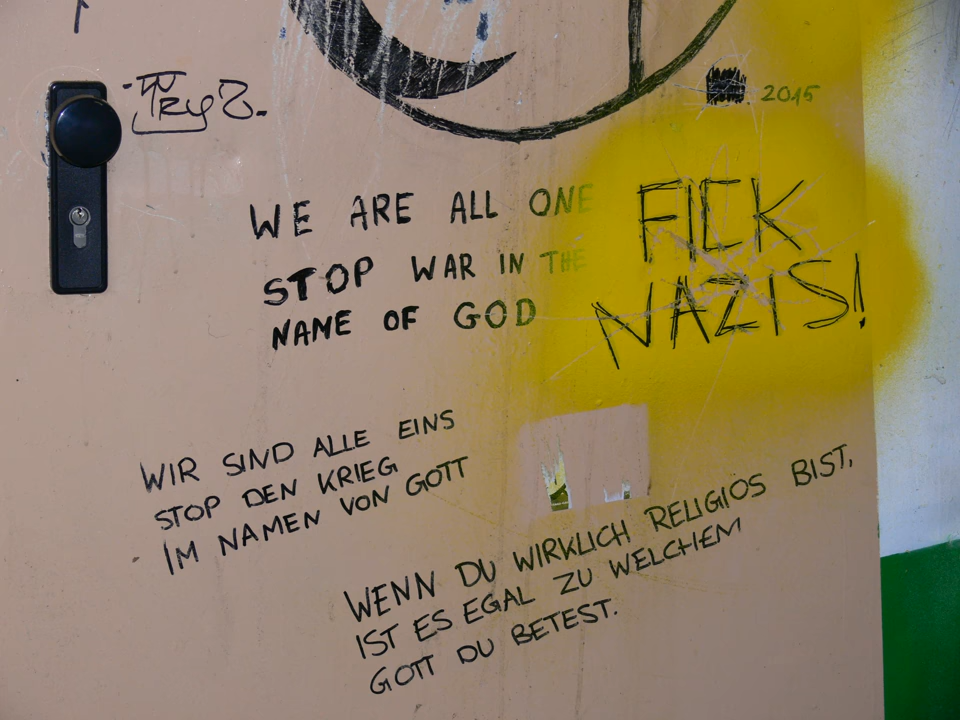 2015
WE ARE ALL ONE
STOP WAR IN THE
NAME OF GOD
FICK
NAZIS!
WIR SIND ALLE EINS
STOP DEN KRIEG
IM NAMEN VON GOTT
WENN DU WIRKLICH RELIGIÖS BIST,
IST ES EGAL ZU WELCHEM
GOTT DU BETEST.